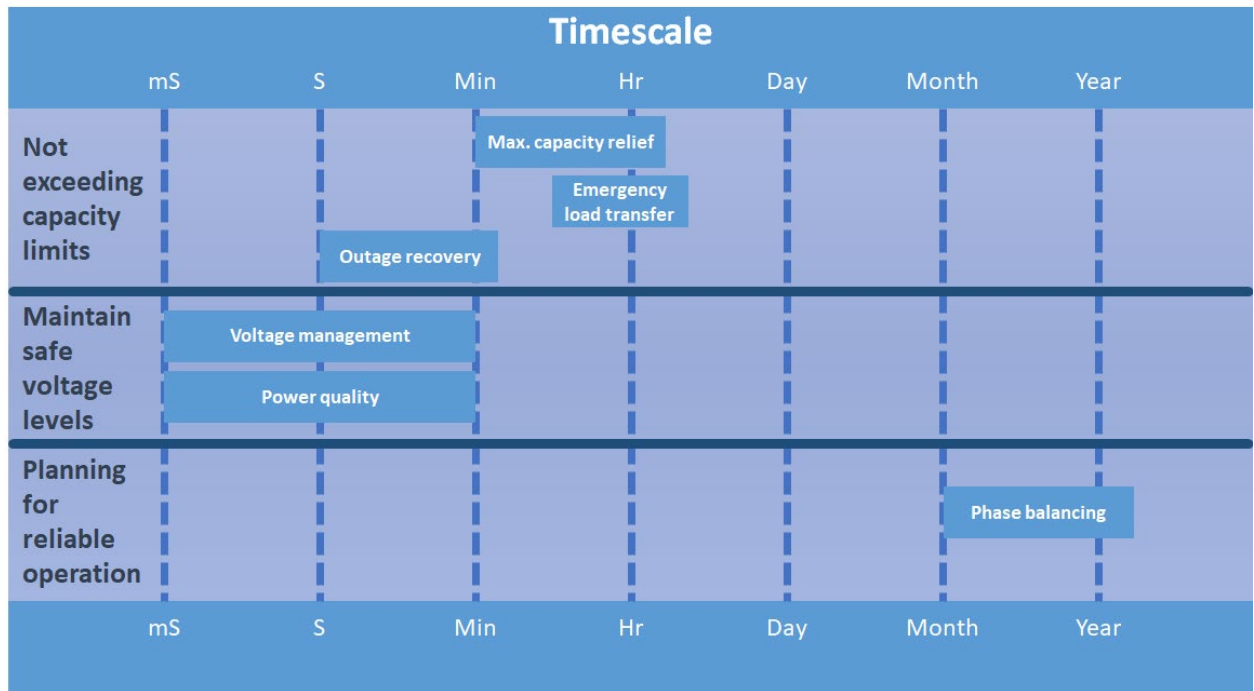 Timescale
mS S Min Hr Day Month Year
Not
exceeding
capacity
limits
Max. capacity relief
Emergency
load transfer
Outage recovery
Maintain
safe
voltage
levels
Voltage management
Power quality
Planning
for
reliable
operation
Phase balancing
mS S Min Hr Day Month Year